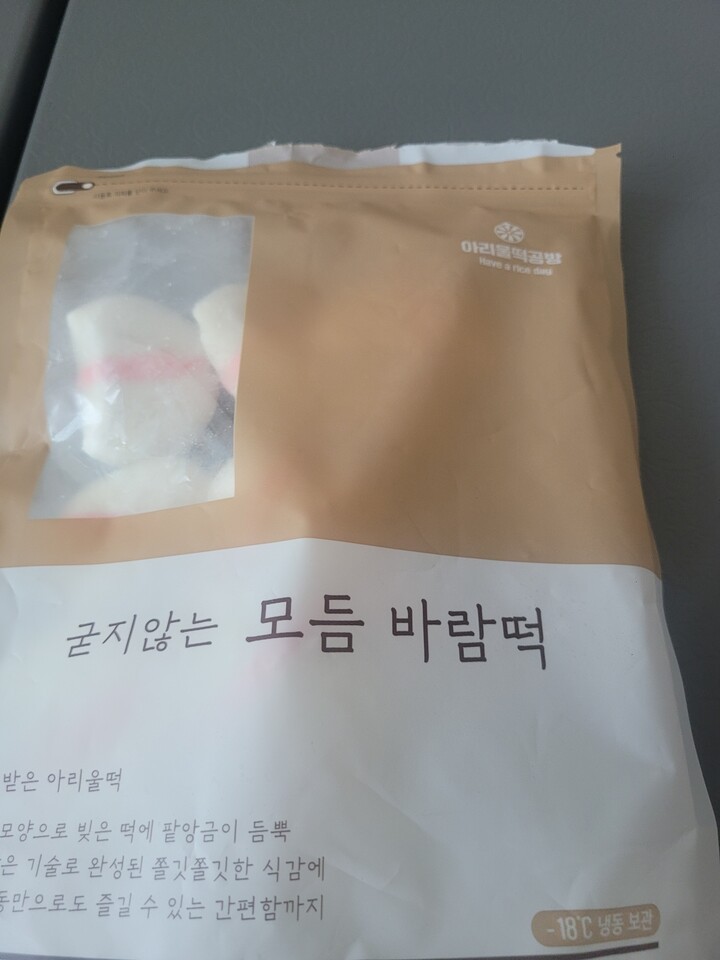 아리울떡공방
Have a rice day!
굳지않는 모듬 바람떡
받은 아리울떡
모양으로 빚은 떡에 팥앙금이 듬뿍
은 기술로 완성된 쫄깃쫄깃한 식감에
동만으로도 즐길 수 있는 간편함까지
-18℃ 냉동 보관